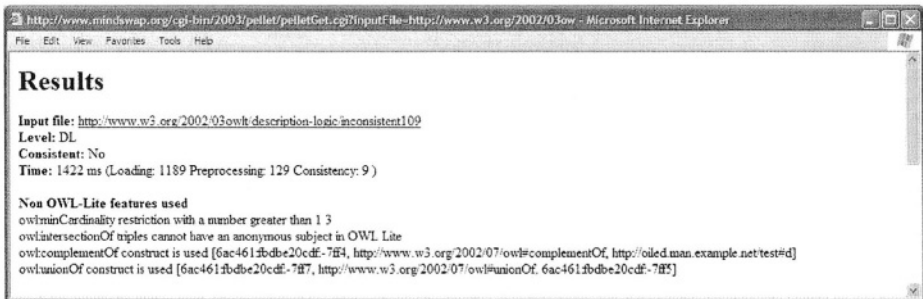 http://www.mindswap.org/cgi-bin/2003/pellet/pelletGet.cgi?inputFile=http://www.w3.org/2002/03ow - Microsoft Internet Explorer
File Edit View Favorites Tools Help
Results
Input file: http://www.w3.org/2002/03owlt/description-logic/inconsistent109
Level: DL
Consistent: No
Time: 1422 ms (Loading: 1189 Preprocessing: 129 Consistency: 9 )
Non OWL-Lite features used
owl:minCardinality restriction with a number greater than 1 3
owl:intersectionOf triples cannot have an anonymous subject in OWL Lite
owl:complementOf construct is used [6ac461:fbdbe20cdf:-7ff4, http://www.w3.org/2002/07/owl#complementOf, http://oiled.man.example.net/test#d]
owl:unionOf construct is used [6ac461:fbdbe20cdf:-7ff7, http://www.w3.org/2002/07/owl#unionOf, 6ac461:fbdbe20cdf:-7ff5]